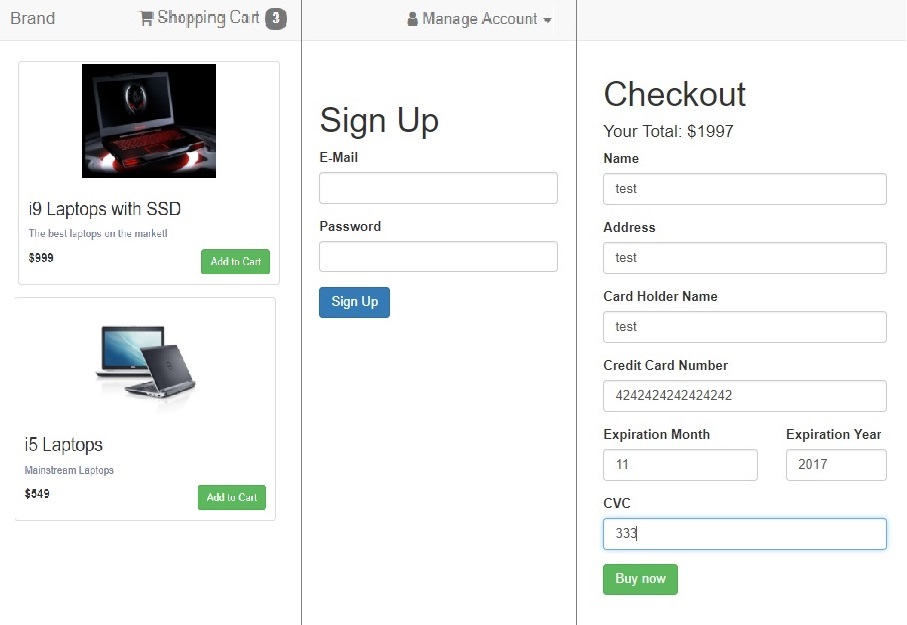 Brand
Shopping Cart 3
i9 Laptops with SSD
The best laptops on the market!
$999
Add to Cart
i5 Laptops
Mainstream Laptops
$549
Add to Cart
Manage Account
Sign Up
E-Mail
Password
Sign Up
Checkout
Your Total: $1997
Name
test
Address
test
Card Holder Name
test
Credit Card Number
4242424242424242
Expiration Month Expiration Year
11 2017
CVC
333
Buy now